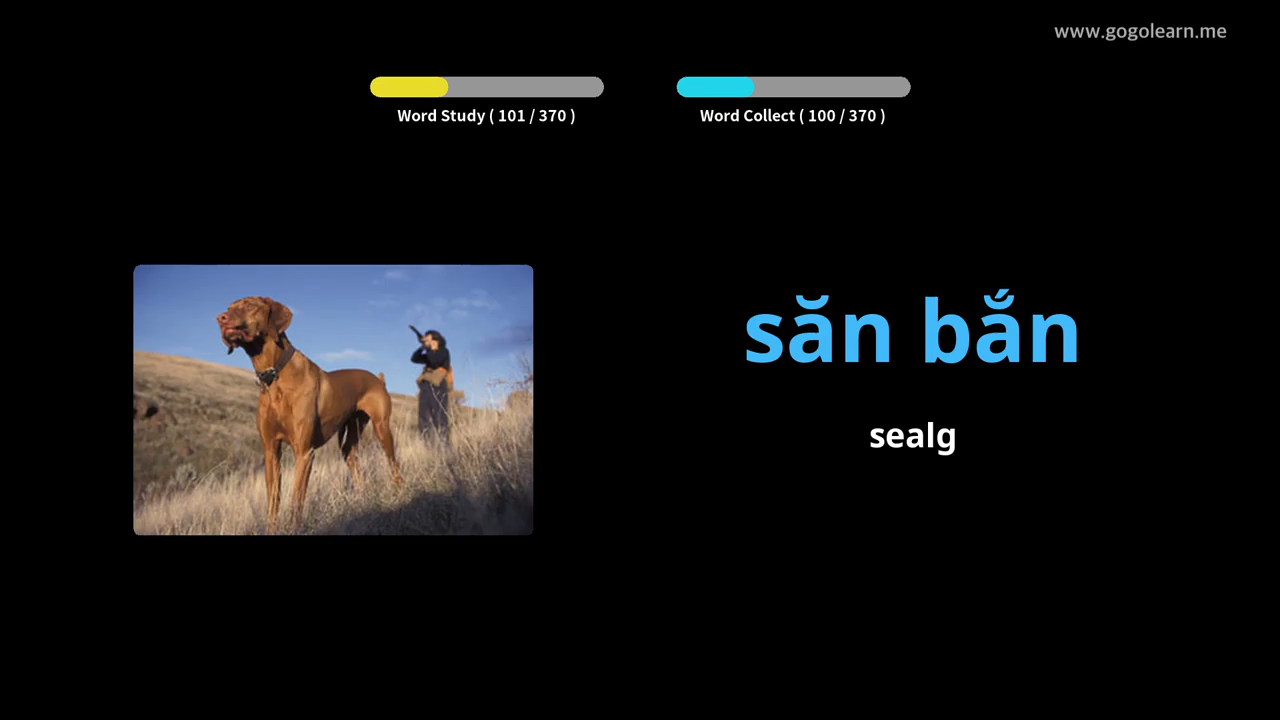 www.gogolearn.me
Word Study ( 101 / 370 )
Word Collect ( 100 / 370 )
săn bắn
sealg